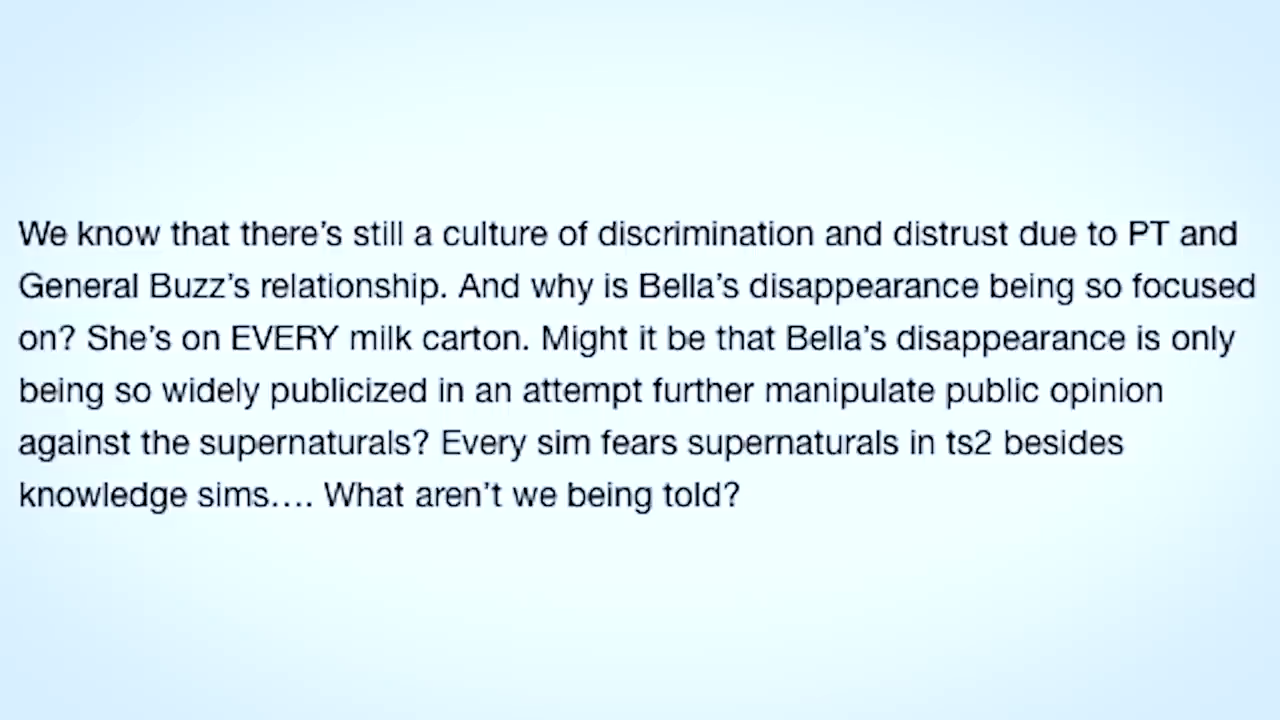 We know that there's still a culture of discrimination and distrust due to PT and
General Buzz's relationship. And why is Bella's disappearance being so focused
on? She's on EVERY milk carton. Might it be that Bella's disappearance is only
being so widely publicized in an attempt further manipulate public opinion
against the supernaturals? Every sim fears supernaturals in ts2 besides
knowledge sims…. What aren't we being told?